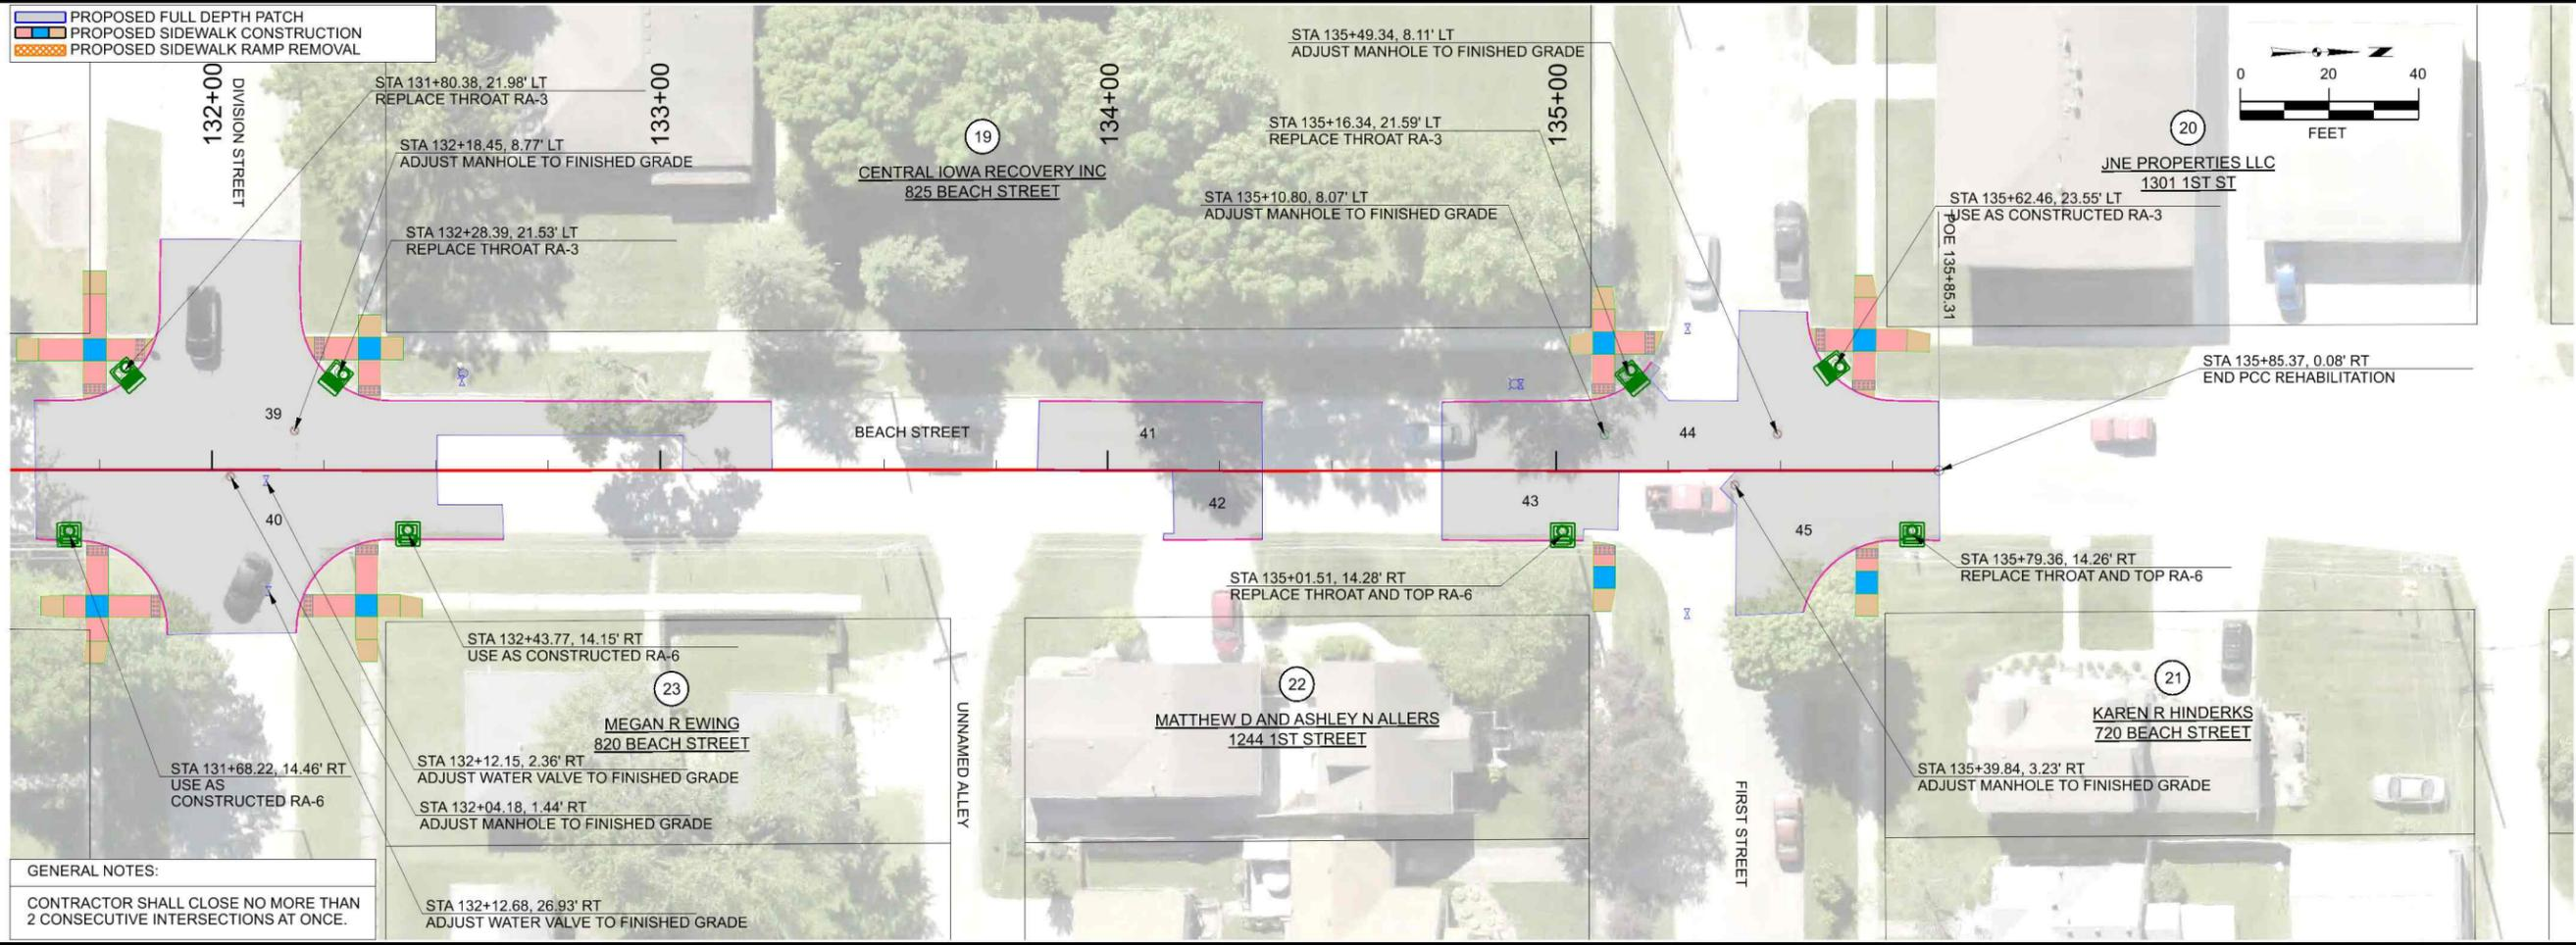 PROPOSED FULL DEPTH PATCH
PROPOSED SIDEWALK CONSTRUCTION
PROPOSED SIDEWALK RAMP REMOVAL
132+00
DIVISION STREET
STA 131+80.38, 21.98' LT
REPLACE THROAT RA-3
STA 132+18.45, 8.77' LT
ADJUST MANHOLE TO FINISHED GRADE
STA 132+28.39, 21.53' LT
REPLACE THROAT RA-3
133+00
19
CENTRAL IOWA RECOVERY INC
825 BEACH STREET
134+00
STA 135+49.34, 8.11' LT
ADJUST MANHOLE TO FINISHED GRADE
STA 135+16.34, 21.59' LT
REPLACE THROAT RA-3
STA 135+10.80, 8.07' LT
ADJUST MANHOLE TO FINISHED GRADE
135+00
20
JNE PROPERTIES LLC
1301 1ST ST
0 20 40
FEET
STA 135+62.46, 23.55' LT
USE AS CONSTRUCTED RA-3
POE 135+85.31
STA 135+85.37, 0.08' RT
END PCC REHABILITATION
39
BEACH STREET
41
44
40
42
43
45
STA 135+01.51, 14.28' RT
REPLACE THROAT AND TOP RA-6
STA 135+79.36, 14.26' RT
REPLACE THROAT AND TOP RA-6
STA 132+43.77, 14.15' RT
USE AS CONSTRUCTED RA-6
23
MEGAN R EWING
820 BEACH STREET
UNNAMED ALLEY
22
MATTHEW D AND ASHLEY N ALLERS
1244 1ST STREET
FIRST STREET
21
KAREN R HINDERKS
720 BEACH STREET
STA 131+68.22, 14.46' RT
USE AS
CONSTRUCTED RA-6
STA 132+12.15, 2.36' RT
ADJUST WATER VALVE TO FINISHED GRADE
STA 132+04.18, 1.44' RT
ADJUST MANHOLE TO FINISHED GRADE
STA 135+39.84, 3.23' RT
ADJUST MANHOLE TO FINISHED GRADE
STA 132+12.68, 26.93' RT
ADJUST WATER VALVE TO FINISHED GRADE
GENERAL NOTES:
CONTRACTOR SHALL CLOSE NO MORE THAN
2 CONSECUTIVE INTERSECTIONS AT ONCE.